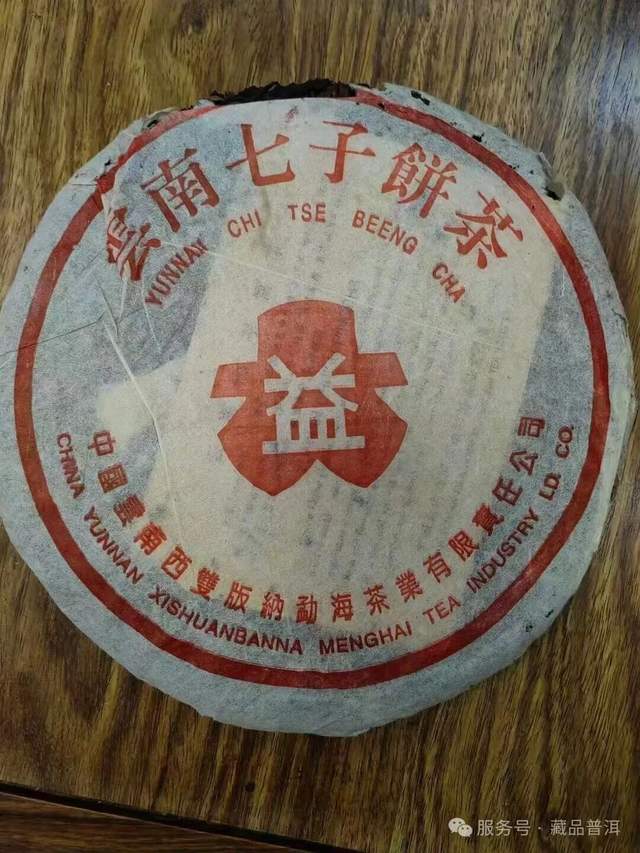 雲南七子餅茶
YUNNAN CHI TSE BEENG CHA
益
中國雲南西雙版納勐海茶業有限責任公司
CHINA YUNNAN XISHUANBANNA MENGHAI TEA INDUSTRY LD. CO.
服务号·藏品普洱